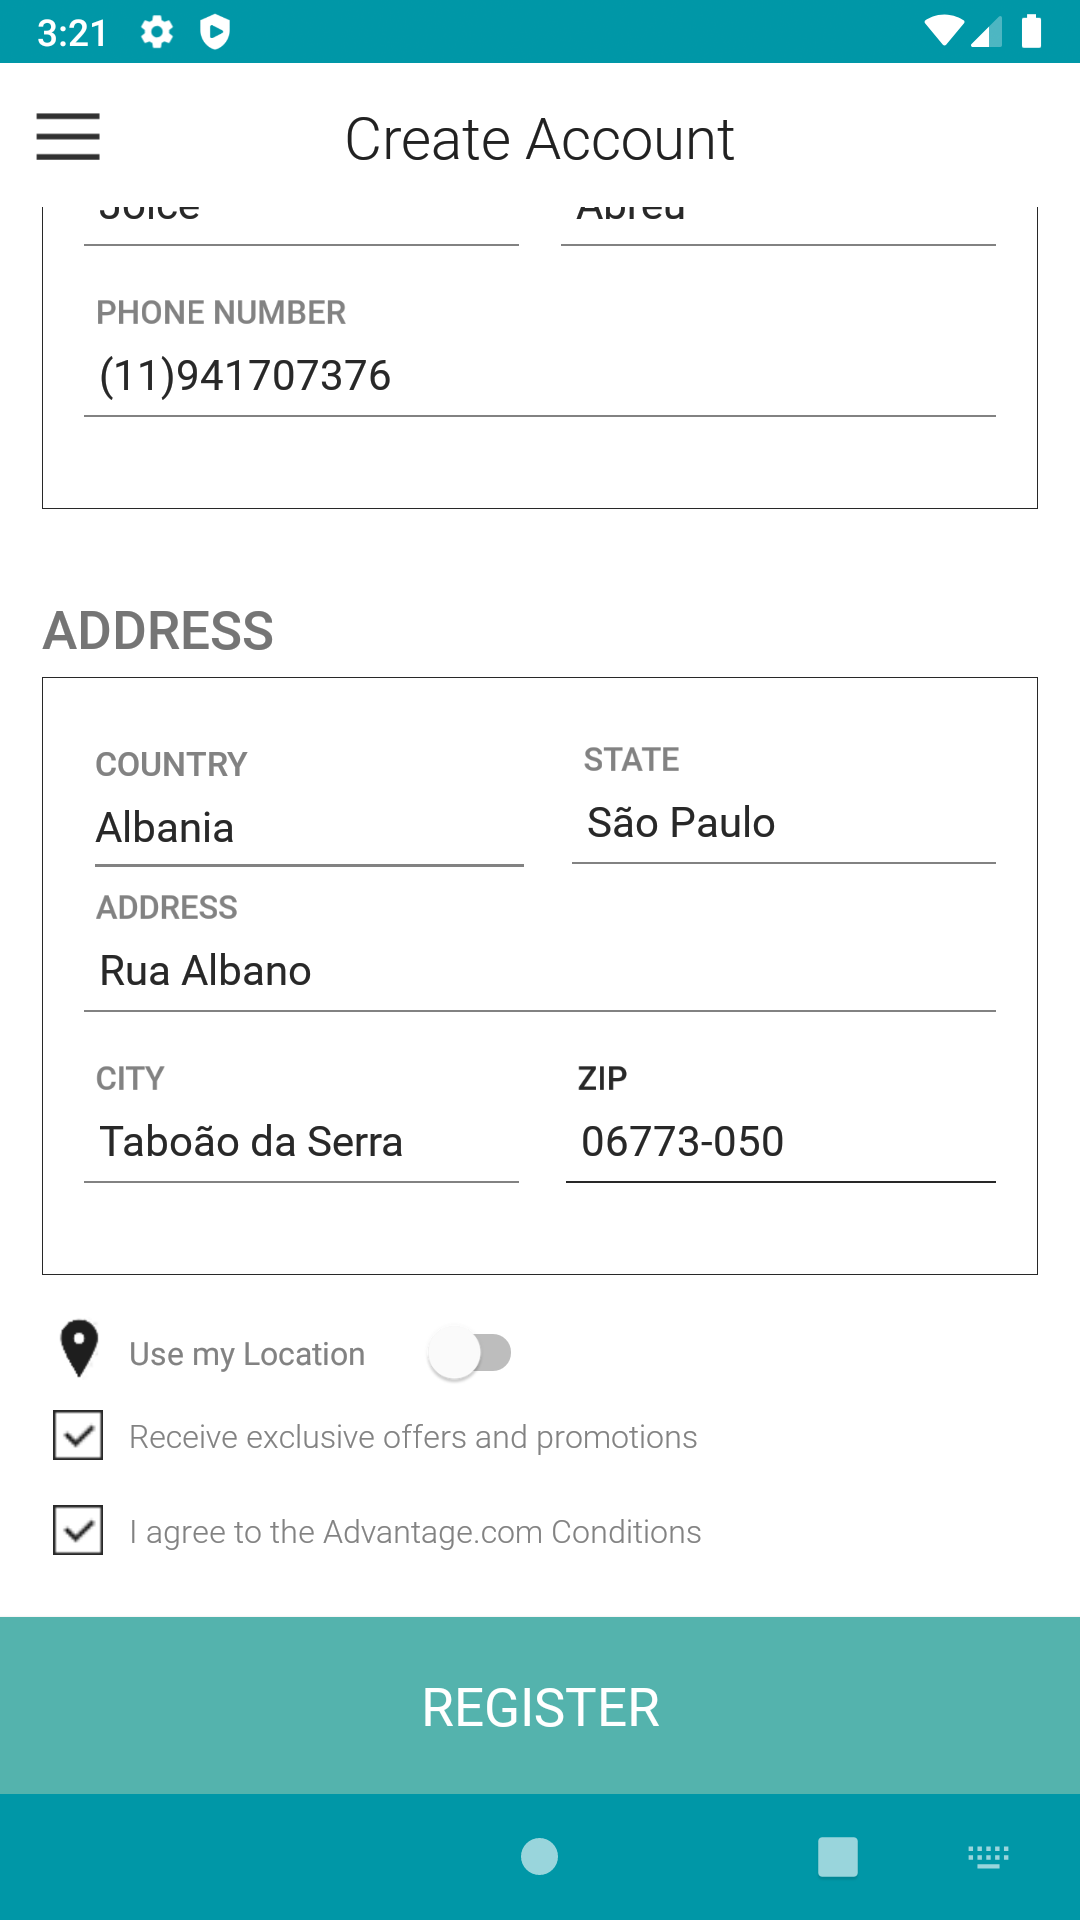 3:21
Create Account
Joice Abreu
PHONE NUMBER
(11)941707376
ADDRESS
COUNTRY STATE
Albania São Paulo
ADDRESS
Rua Albano
CITY ZIP
Taboão da Serra 06773-050
Use my Location
Receive exclusive offers and promotions
I agree to the Advantage.com Conditions
REGISTER